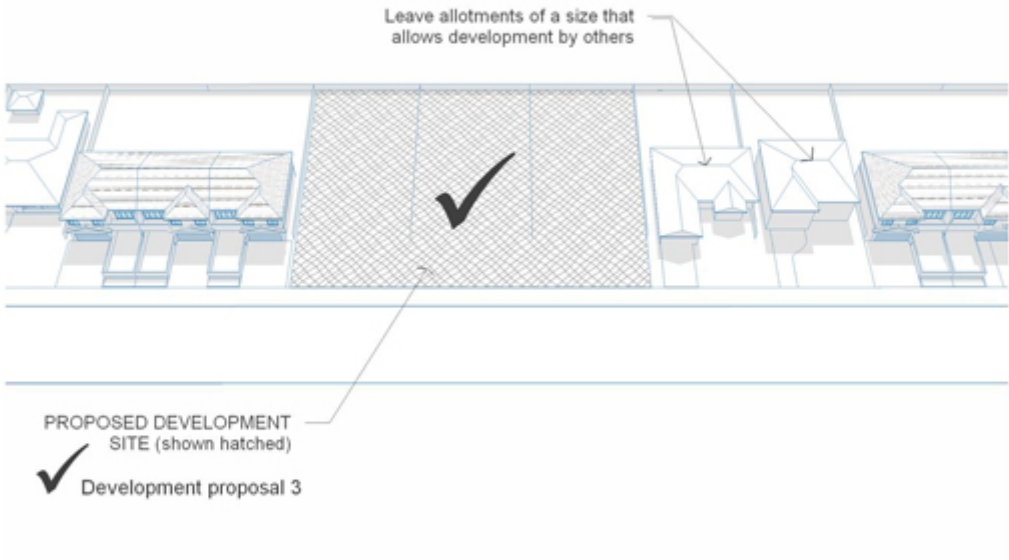 Leave allotments of a size that
allows development by others
PROPOSED DEVELOPMENT
SITE (shown hatched)
Development proposal 3